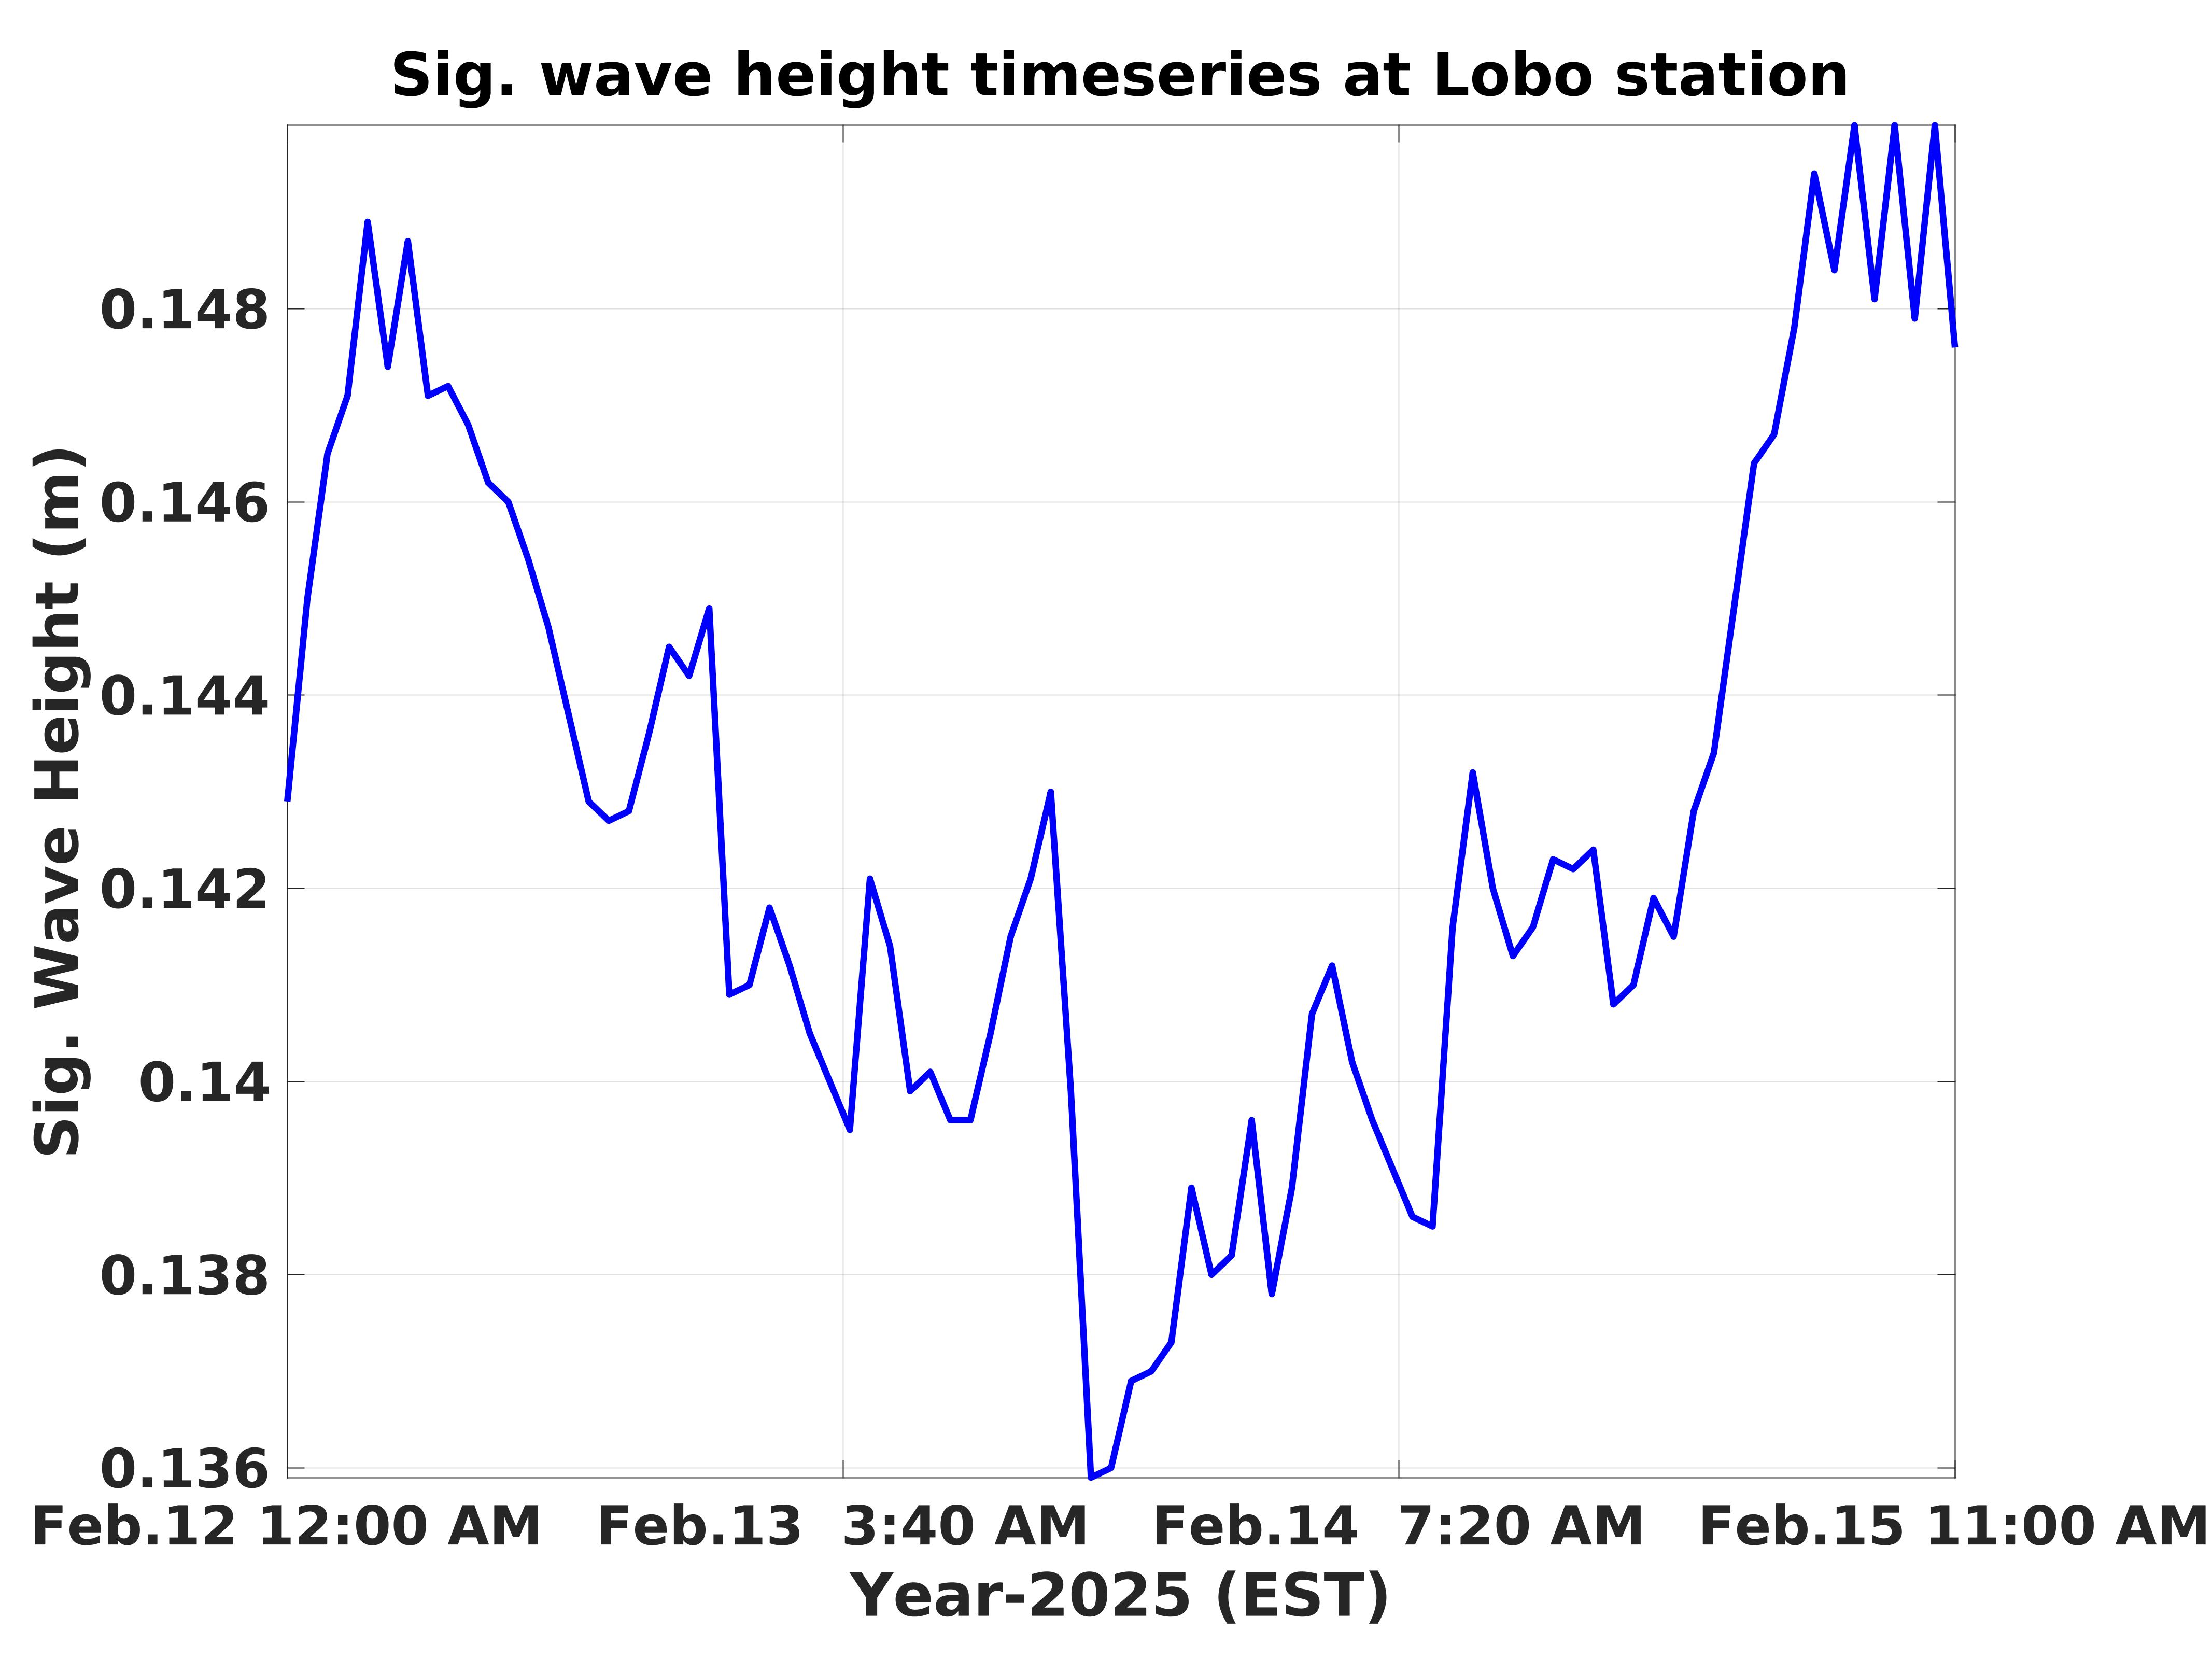 Sig. wave height timeseries at Lobo station
Sig. Wave Height (m)
0.148
0.146
0.144
0.142
0.14
0.138
0.136
Feb.12 12:00 AM Feb.13 3:40 AM Feb.14 7:20 AM Feb.15 11:00 AM
Year-2025 (EST)